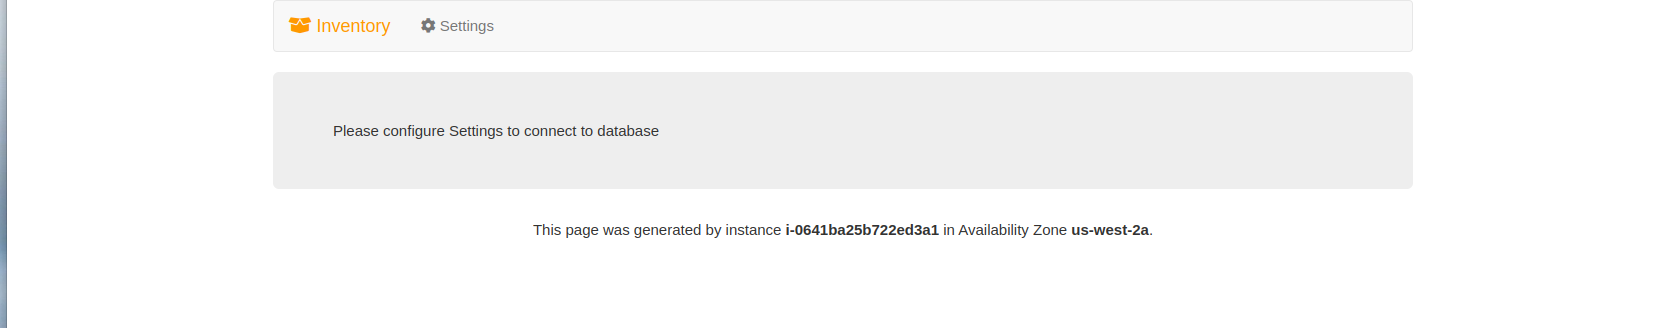 Inventory Settings
Please configure Settings to connect to database
This page was generated by instance i-0641ba25b722ed3a1 in Availability Zone us-west-2a.